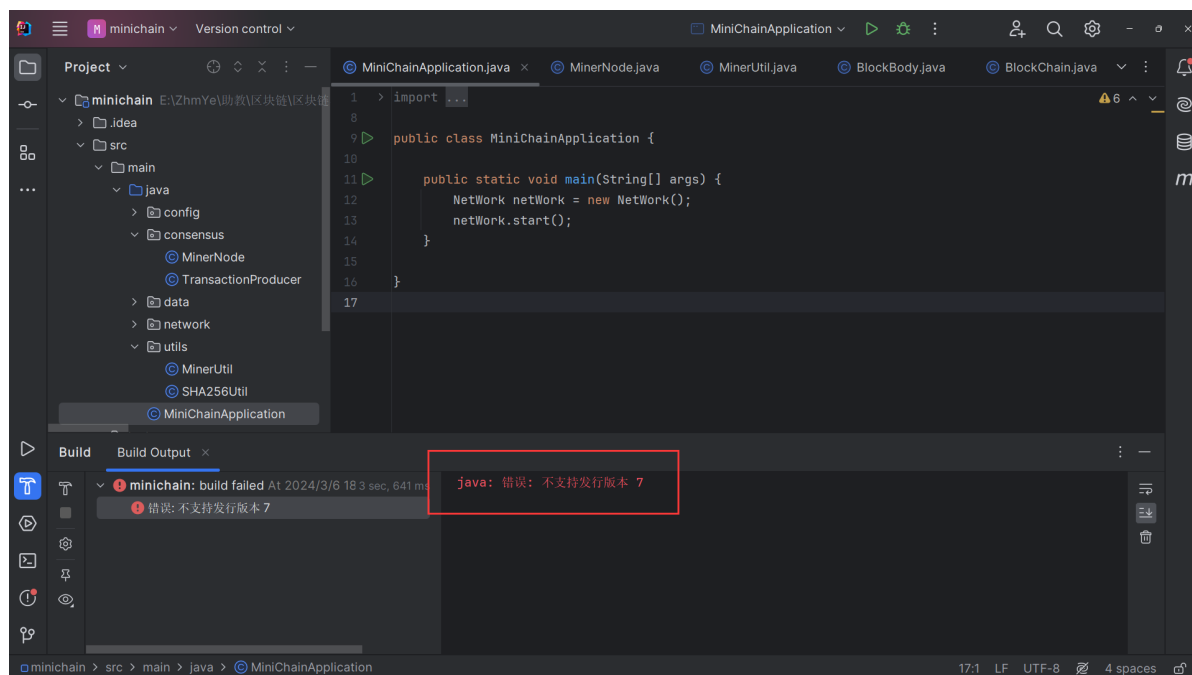 M minichain Version control MiniChainApplication
Project MiniChainApplication.java MinerNode.java MinerUtil.java BlockBody.java BlockChain.java
minichain E:\ZhmYe\助教\区块链\区块链
.idea
src
main
java
config
consensus
MinerNode
TransactionProducer
data
network
utils
MinerUtil
SHA256Util
MiniChainApplication
1 import ... 6
8
9 public class MiniChainApplication {
10
11 public static void main(String[] args) {
12 NetWork netWork = new NetWork();
13 netWork.start();
14 }
15
16 }
17
Build Build Output
minichain: build failed At 2024/3/6 18 3 sec, 641 ms
错误: 不支持发行版本 7
java: 错误: 不支持发行版本 7
minichain > src > main > java > MiniChainApplication 17:1 LF UTF-8 4 spaces